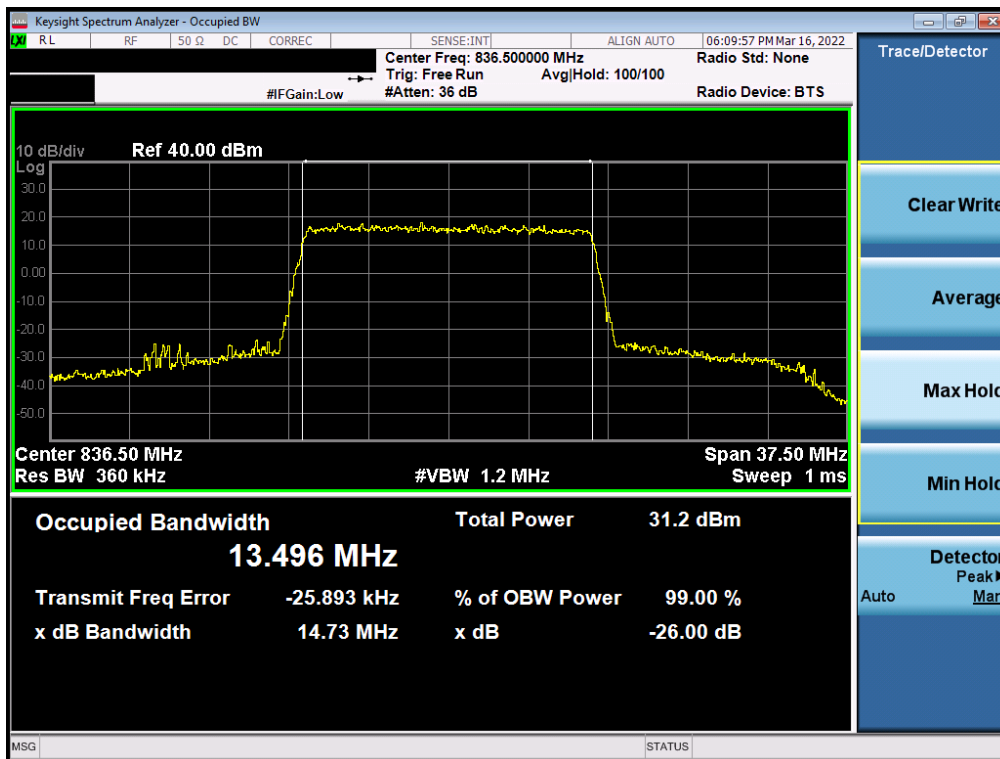 Keysight Spectrum Analyzer - Occupied BW
LXI RL RF 50 Ω DC CORREC SENSE:INT ALIGN AUTO 06:09:57 PM Mar 16, 2022
Center Freq: 836.500000 MHz Radio Std: None
Trig: Free Run Avg|Hold: 100/100
#IFGain:Low #Atten: 36 dB Radio Device: BTS
Trace/Detector
10 dB/div Ref 40.00 dBm
Log
30.0
20.0
10.0
0.00
-10.0
-20.0
-30.0
-40.0
-50.0
Center 836.50 MHz Span 37.50 MHz
Res BW 360 kHz #VBW 1.2 MHz Sweep 1 ms
Occupied Bandwidth Total Power 31.2 dBm
13.496 MHz
Transmit Freq Error -25.893 kHz % of OBW Power 99.00 %
x dB Bandwidth 14.73 MHz x dB -26.00 dB
Clear Write
Average
Max Hold
Min Hold
Detector
Peak
Auto Man
MSG STATUS